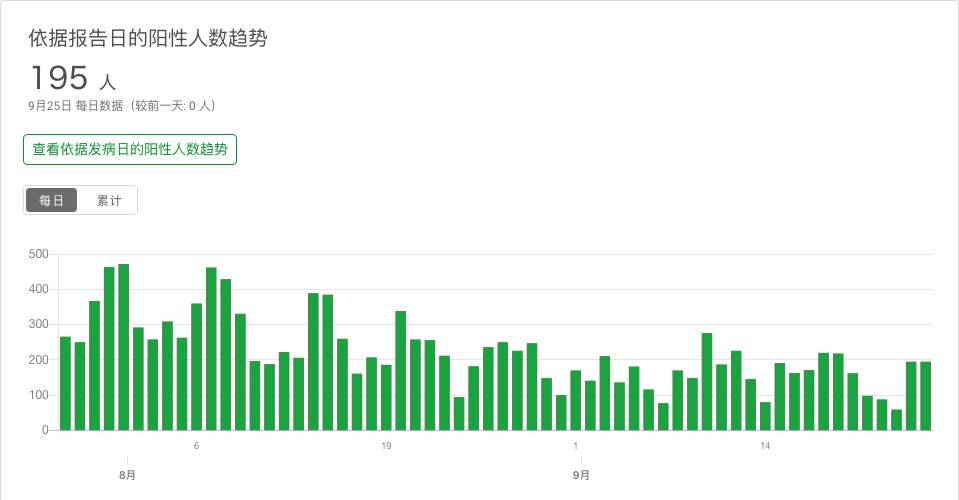 依据报告日的阳性人数趋势
195 人
9月25日 每日数据（较前一天: 0 人）
查看依据发病日的阳性人数趋势
每日 累计
500
400
300
200
100
0
6 19 1 14
8月 9月